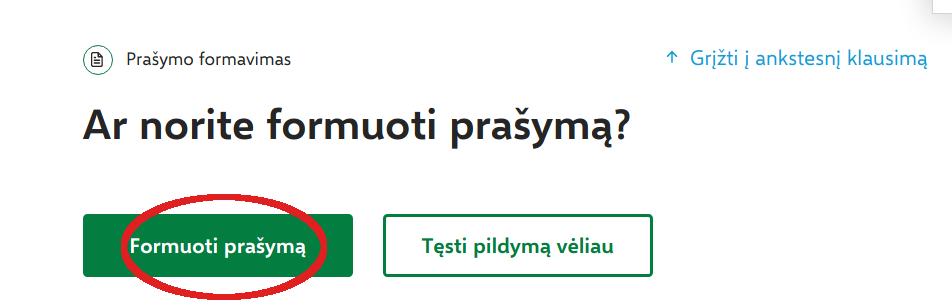 Prašymo formavimas
↑ Grįžti į ankstesnį klausimą
Ar norite formuoti prašymą?
Formuoti prašymą
Tęsti pildymą vėliau